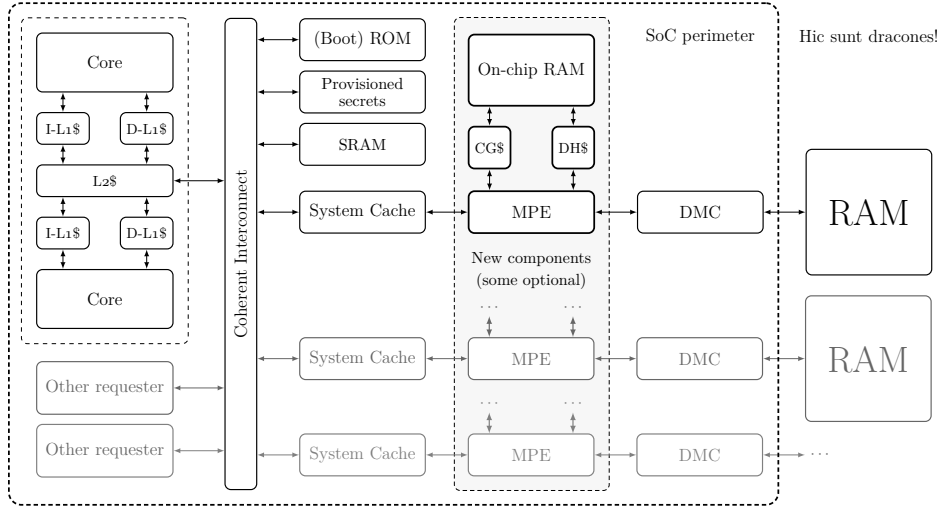 Core
I-L1$
D-L1$
L2$
I-L1$
D-L1$
Core
Other requester
Other requester
Coherent Interconnect
(Boot) ROM
Provisioned
secrets
SRAM
System Cache
System Cache
System Cache
On-chip RAM
CG$
DH$
MPE
New components
(some optional)
... ...
MPE
... ...
MPE
SoC perimeter
DMC
DMC
DMC
Hic sunt dracones!
RAM
RAM
...